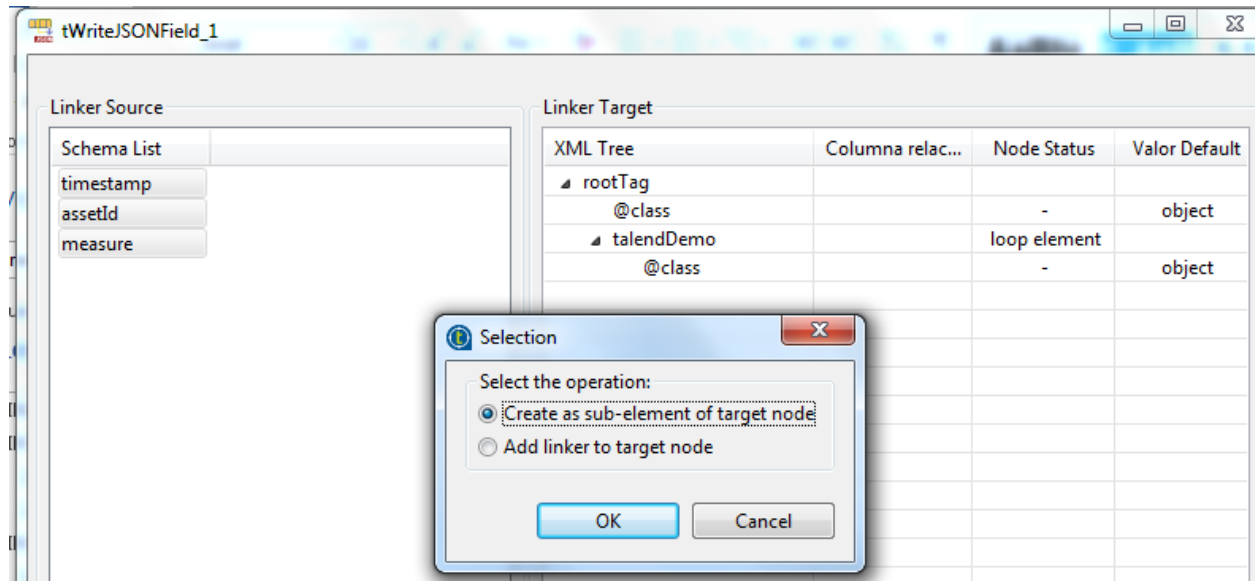 tWriteJSONField_1
Linker Source
Linker Target
Schema List
XML Tree Columna relac... Node Status Valor Default
timestamp
rootTag
assetId
@class - object
measure
talendDemo loop element
@class - object
Selection
Select the operation:
Create as sub-element of target node
Add linker to target node
OK Cancel